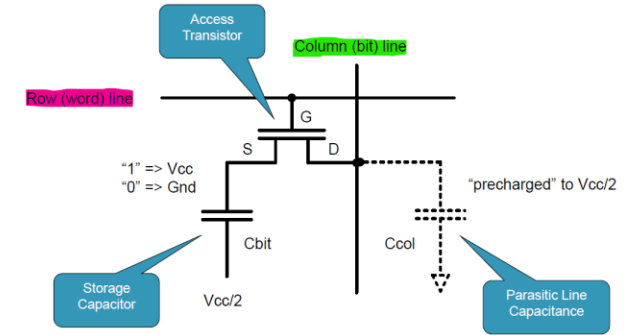 Access
Transistor
Column (bit) line
Row (word) line
G
S
D
“1” => Vcc
“0” => Gnd
“precharged” to Vcc/2
Cbit
Ccol
Storage
Capacitor
Vcc/2
Parasitic Line
Capacitance